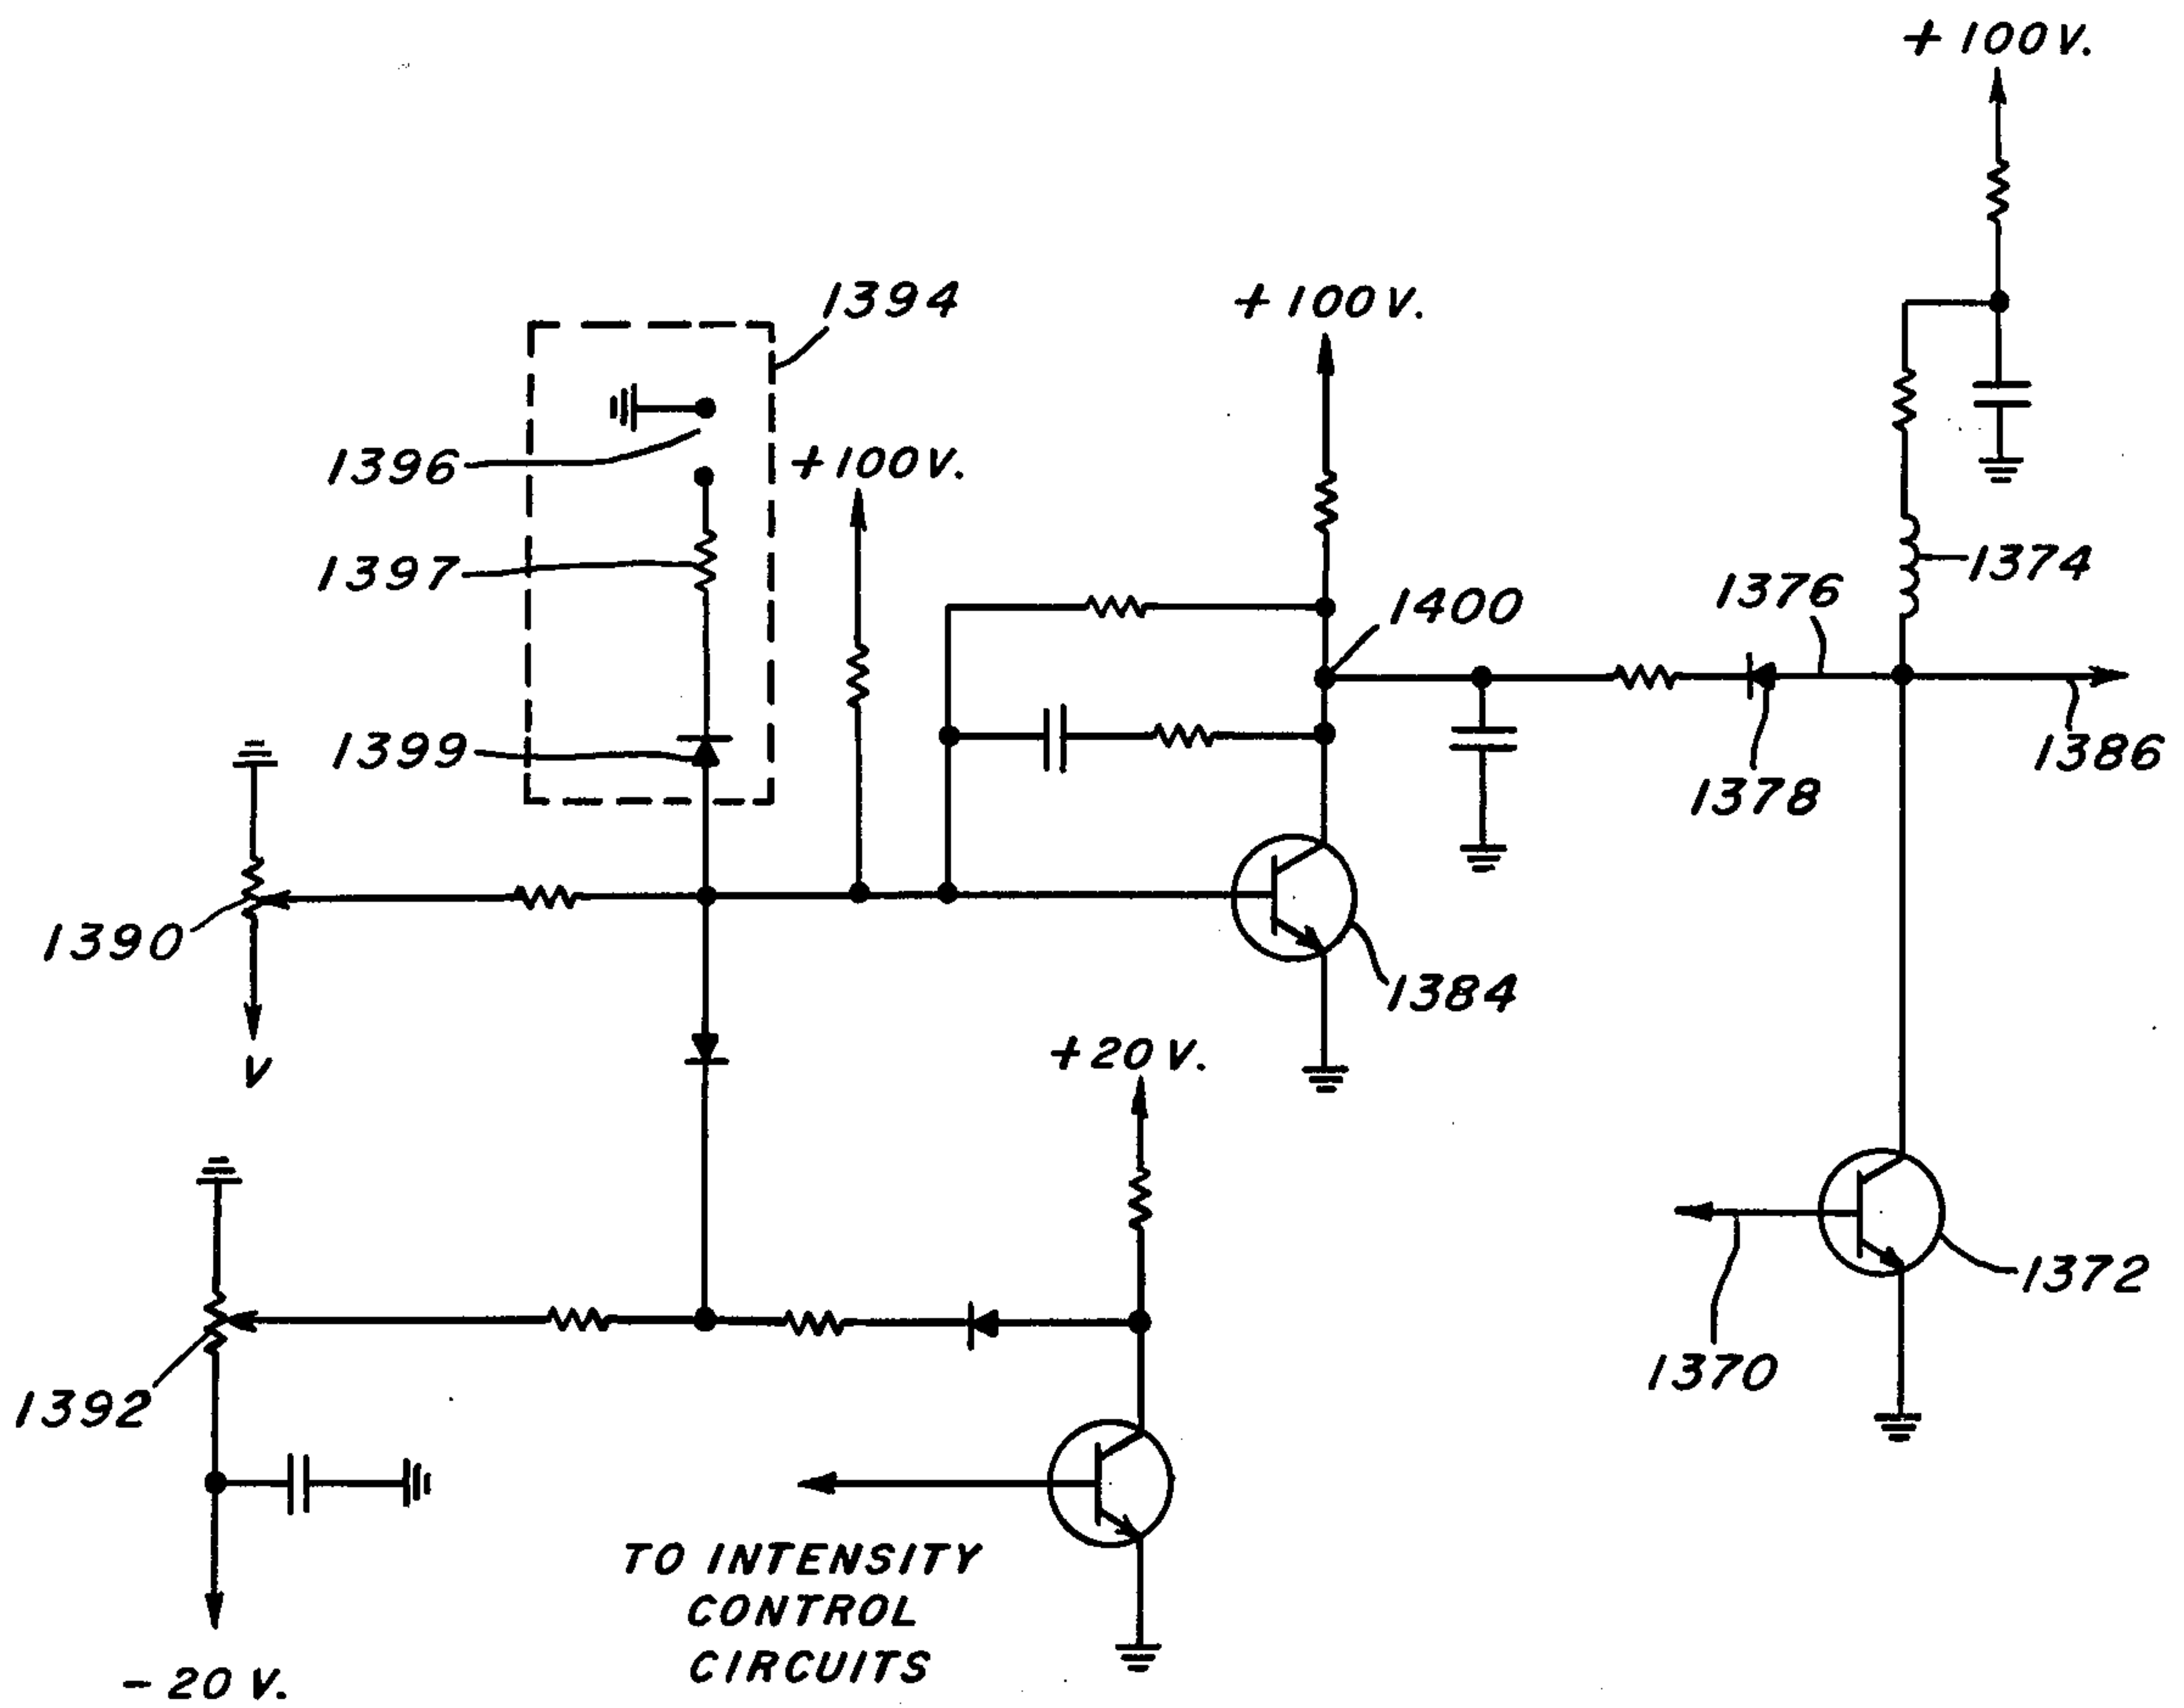 +100V.
1394
+100V.
1396
+100V.
1397
1374
1376
1400
1399
1386
1378
1390
1384
+20V.
V
1372
1370
1392
TO INTENSITY
CONTROL
CIRCUITS
-20V.